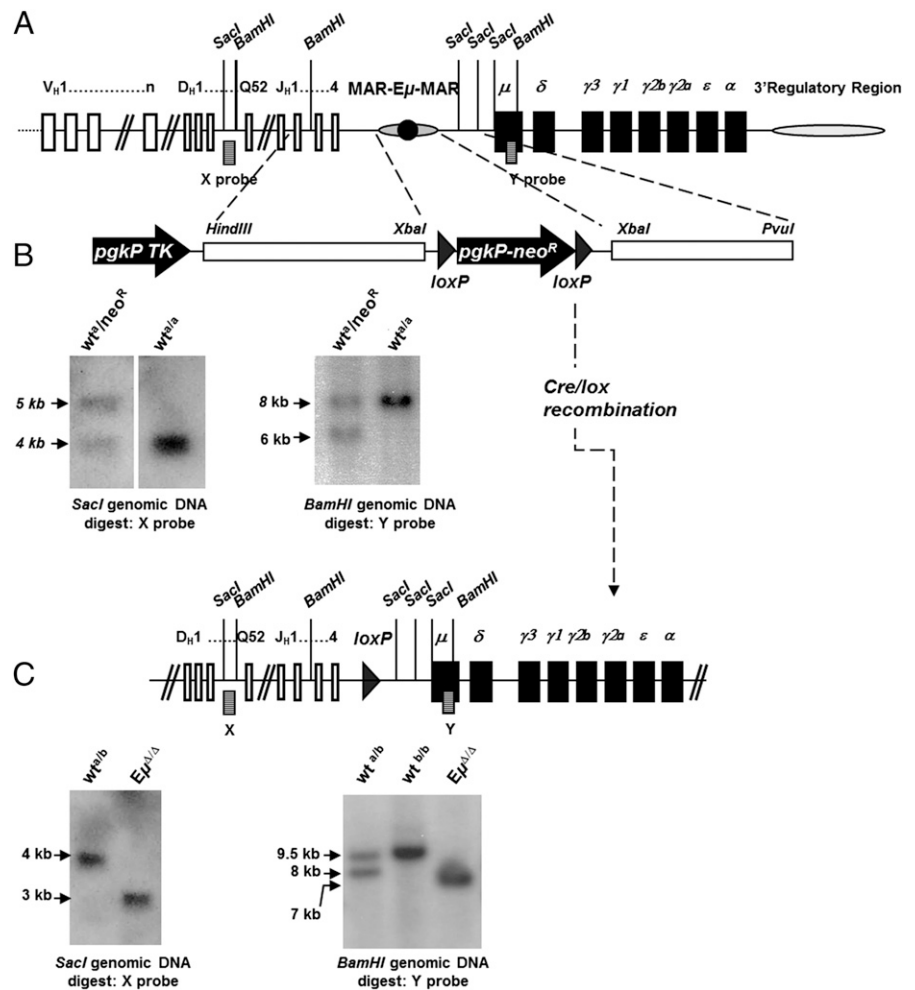 A
SacI
BamHI
BamHI
SacI
SacI
SacI
BamHI
VH1..................n
DH1..........Q52
JH1........4
MAR-Eµ-MAR
µ
δ
γ3
γ1
γ2b
γ2a
ε
α
3'Regulatory Region
X probe
Y probe
B
pgkP TK
HindIII
XbaI
pgkP-neoR
XbaI
PvuI
loxP
loxP
wta/neoR
wta/a
wta/neoR
wta/a
5 kb
4 kb
8 kb
6 kb
Cre/lox
recombination
SacI genomic DNA
digest: X probe
BamHI genomic DNA
digest: Y probe
SacI
BamHI
BamHI
SacI
SacI
SacI
BamHI
DH1.......Q52
JH1.......4
loxP
µ
δ
γ3
γ1
γ2b
γ2a
ε
α
C
X
Y
wta/b
EµΔ/Δ
wt a/b
wt b/b
EµΔ/Δ
4 kb
3 kb
9.5 kb
8 kb
7 kb
SacI genomic DNA
digest: X probe
BamHI genomic DNA
digest: Y probe